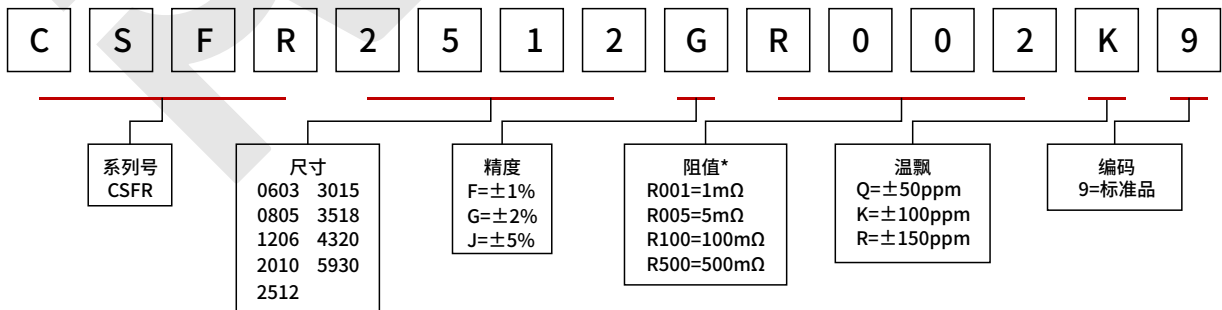 C S F R 2 5 1 2 G R 0 0 2 K 9
系列号
CSFR
尺寸
0603 3015
0805 3518
1206 4320
2010 5930
2512
精度
F=±1%
G=±2%
J=±5%
阻值*
R001=1mΩ
R005=5mΩ
R100=100mΩ
R500=500mΩ
温飘
Q=±50ppm
K=±100ppm
R=±150ppm
编码
9=标准品